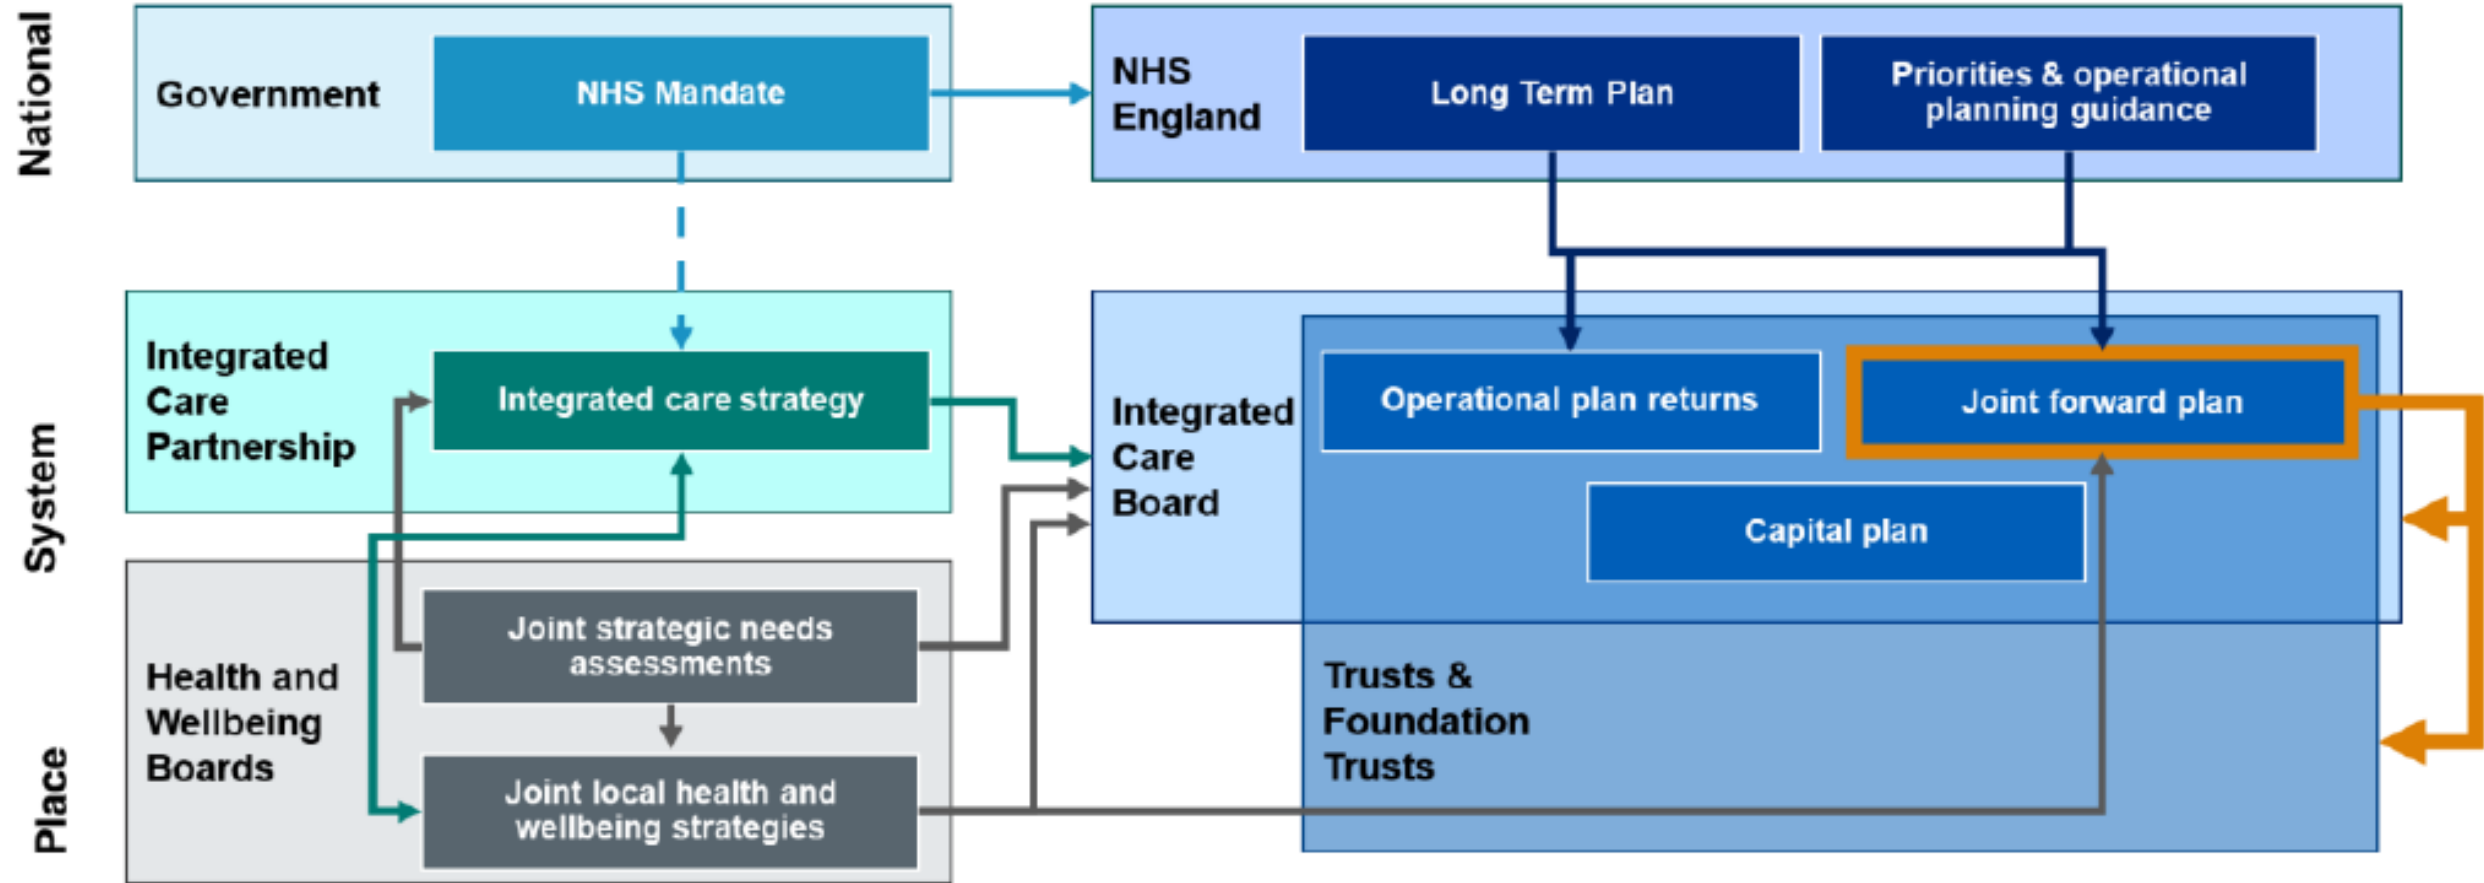 National
Government
NHS Mandate
NHS
England
Long Term Plan
Priorities & operational
planning guidance
System
Integrated
Care
Partnership
Integrated care strategy
Integrated
Care
Board
Operational plan returns
Joint forward plan
Capital plan
Place
Health and
Wellbeing
Boards
Joint strategic needs
assessments
Joint local health and
wellbeing strategies
Trusts &
Foundation
Trusts